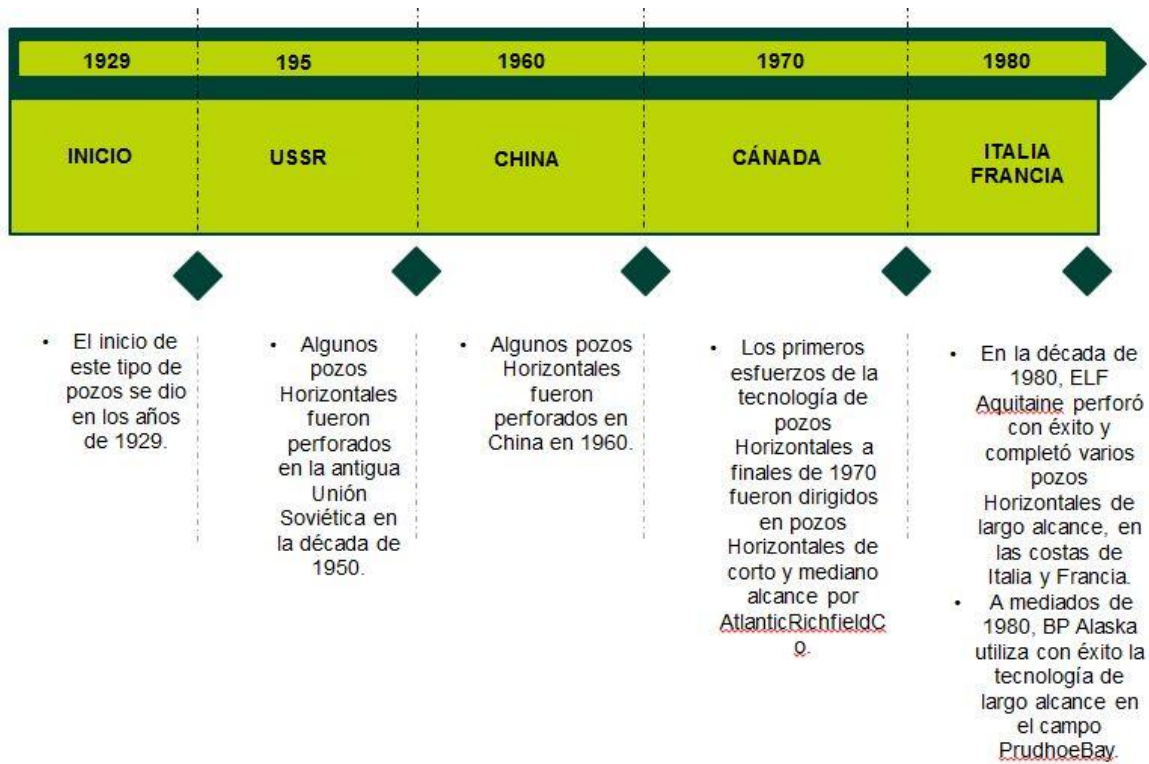 1929
195
1960
1970
1980
INICIO
USSR
CHINA
CÁNADA
ITALIA
FRANCIA
• El inicio de
este tipo de
pozos se dio
en los años
de 1929.
• Algunos
pozos
Horizontales
fueron
perforados
en la antigua
Unión
Soviética en
la década de
1950.
• Algunos pozos
Horizontales
fueron
perforados en
China en 1960.
• Los primeros
esfuerzos de la
tecnología de
pozos
Horizontales a
finales de 1970
fueron dirigidos
en pozos
Horizontales de
corto y mediano
alcance por
AtlanticRichfieldC
o.
• En la década de
1980, ELF
Aquitaine perforó
con éxito y
completó varios
pozos
Horizontales de
largo alcance, en
las costas de
Italia y Francia.
• A mediados de
1980, BP Alaska
utiliza con éxito la
tecnología de
largo alcance en
el campo
PrudhoeBay.